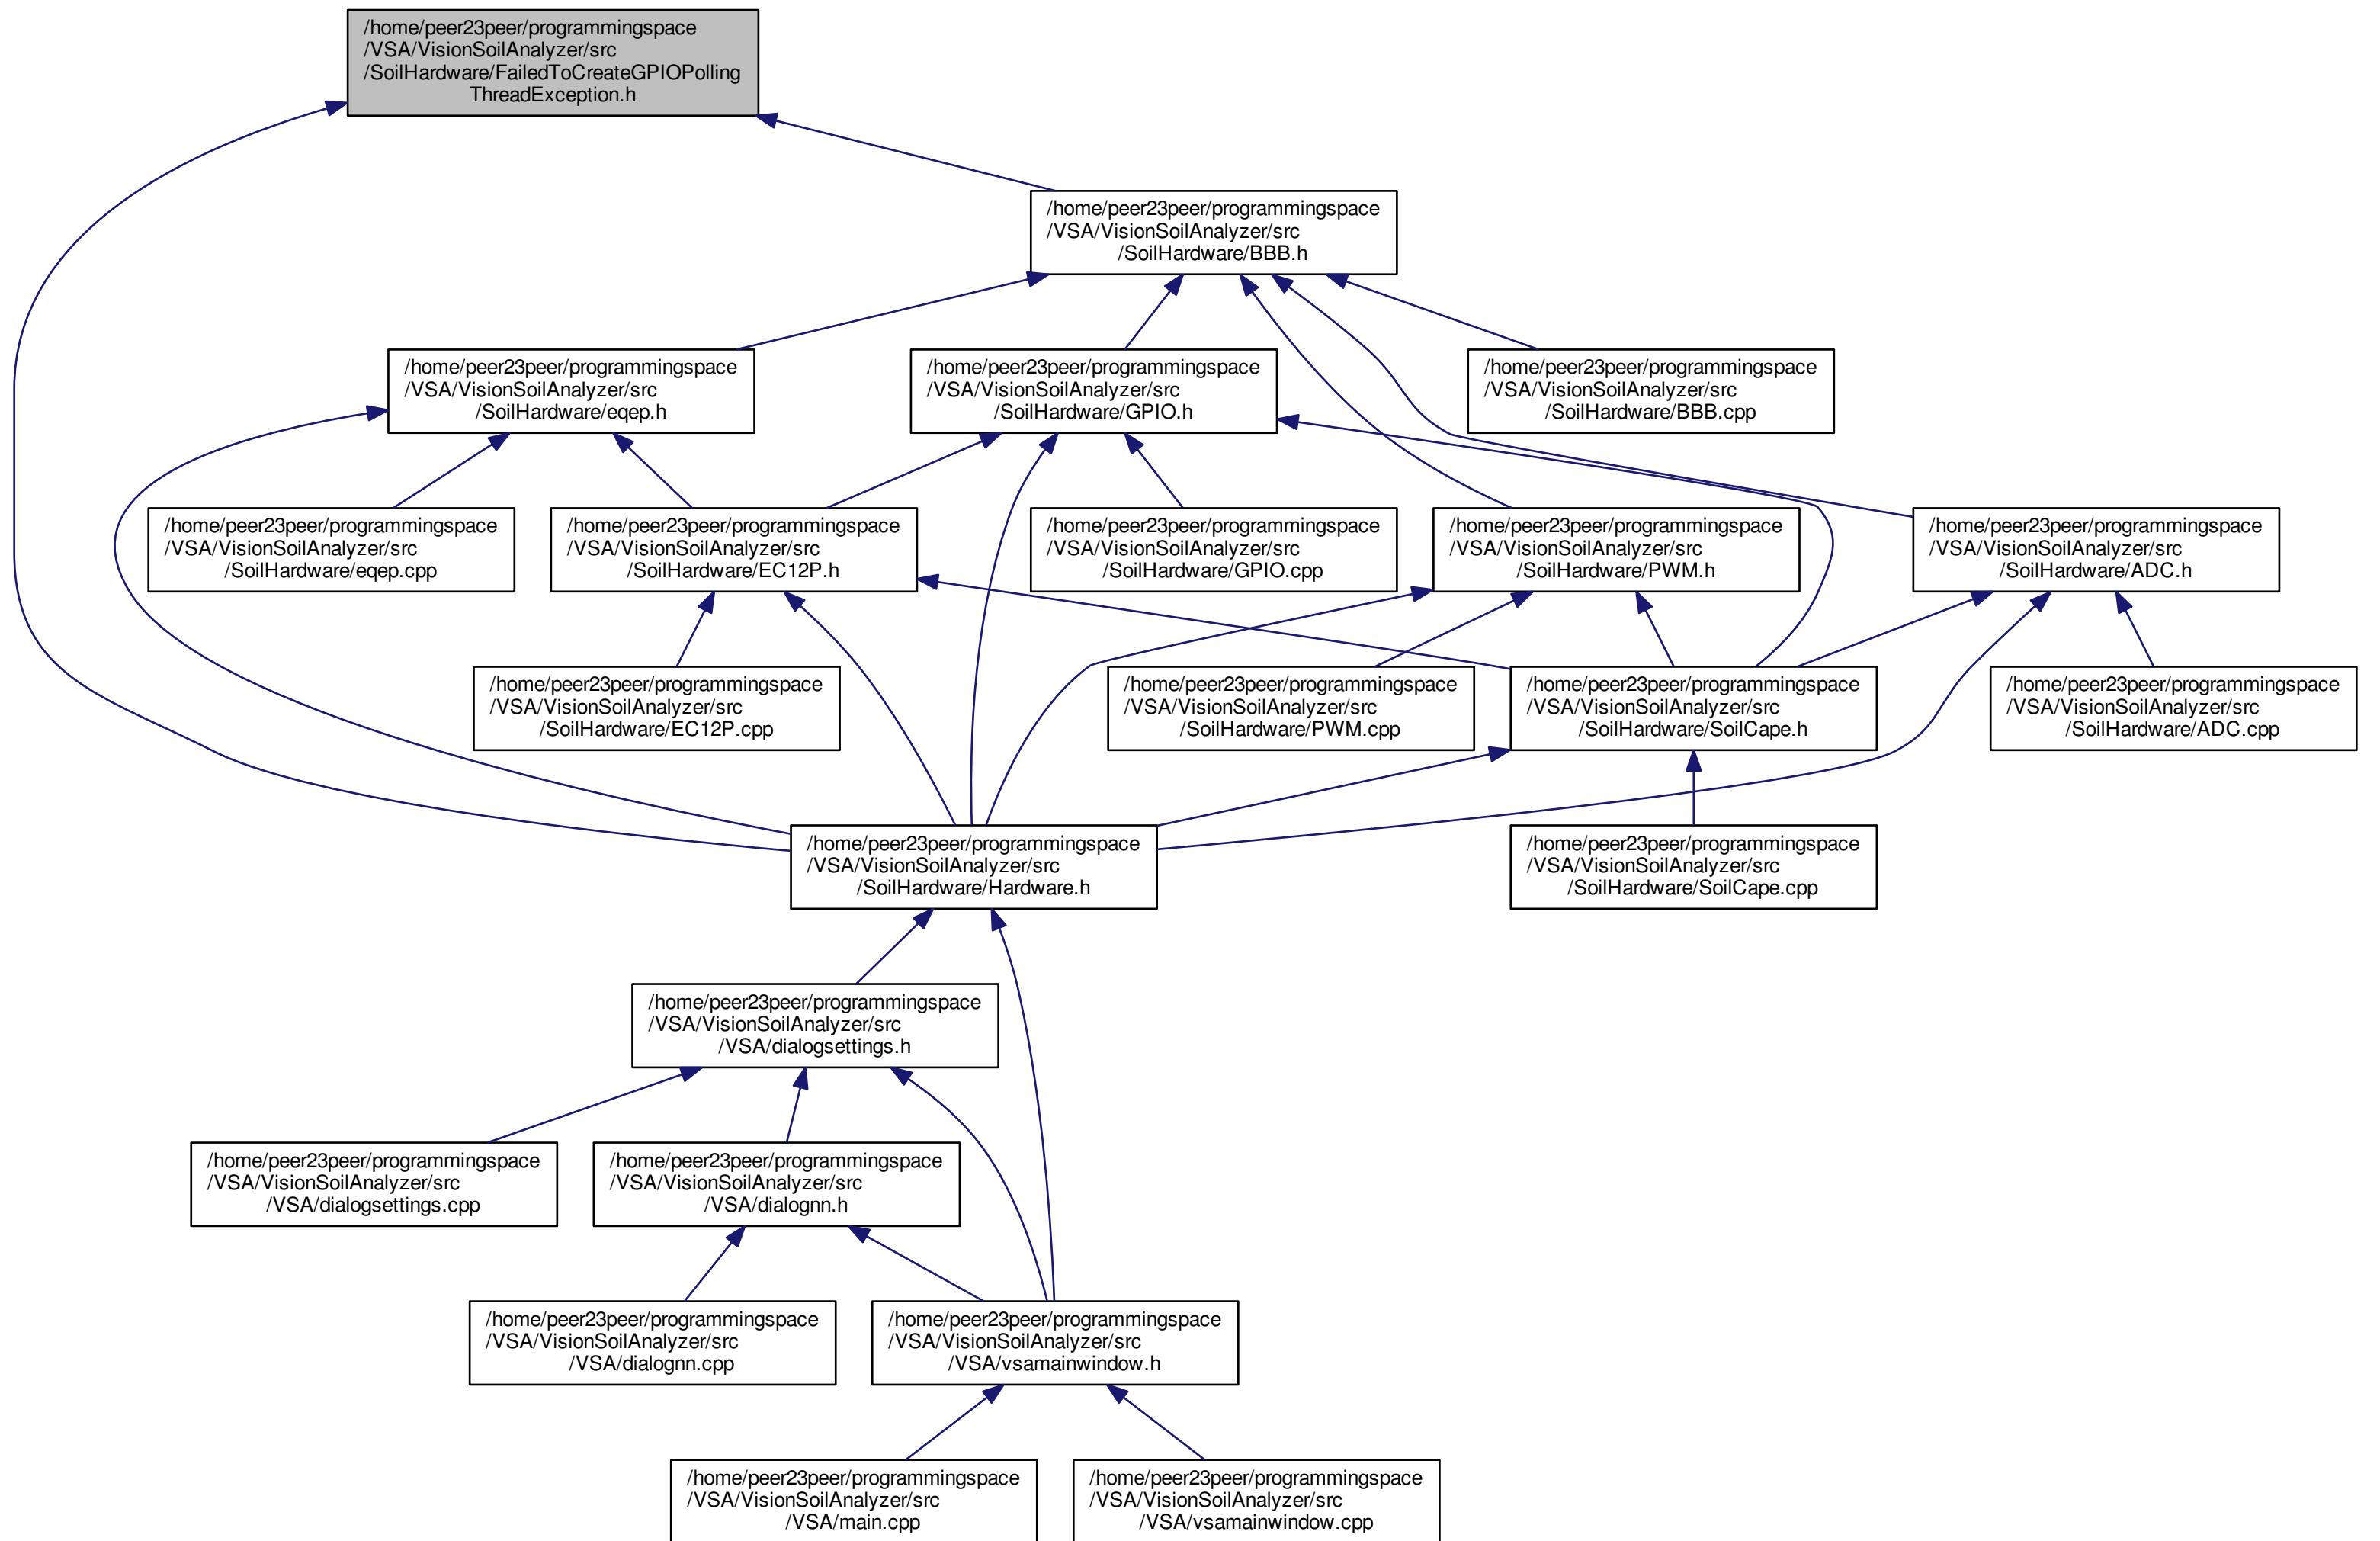 /home/peer23peer/programmingspace
/VSA/VisionSoilAnalyzer/src
/SoilHardware/FailedToCreateGPIOPolling
ThreadException.h
/home/peer23peer/programmingspace
/VSA/VisionSoilAnalyzer/src
/SoilHardware/BBB.h
/home/peer23peer/programmingspace
/VSA/VisionSoilAnalyzer/src
/SoilHardware/eqep.h
/home/peer23peer/programmingspace
/VSA/VisionSoilAnalyzer/src
/SoilHardware/GPIO.h
/home/peer23peer/programmingspace
/VSA/VisionSoilAnalyzer/src
/SoilHardware/BBB.cpp
/home/peer23peer/programmingspace
/VSA/VisionSoilAnalyzer/src
/SoilHardware/eqep.cpp
/home/peer23peer/programmingspace
/VSA/VisionSoilAnalyzer/src
/SoilHardware/EC12P.h
/home/peer23peer/programmingspace
/VSA/VisionSoilAnalyzer/src
/SoilHardware/GPIO.cpp
/home/peer23peer/programmingspace
/VSA/VisionSoilAnalyzer/src
/SoilHardware/PWM.h
/home/peer23peer/programmingspace
/VSA/VisionSoilAnalyzer/src
/SoilHardware/ADC.h
/home/peer23peer/programmingspace
/VSA/VisionSoilAnalyzer/src
/SoilHardware/EC12P.cpp
/home/peer23peer/programmingspace
/VSA/VisionSoilAnalyzer/src
/SoilHardware/PWM.cpp
/home/peer23peer/programmingspace
/VSA/VisionSoilAnalyzer/src
/SoilHardware/SoilCape.h
/home/peer23peer/programmingspace
/VSA/VisionSoilAnalyzer/src
/SoilHardware/ADC.cpp
/home/peer23peer/programmingspace
/VSA/VisionSoilAnalyzer/src
/SoilHardware/Hardware.h
/home/peer23peer/programmingspace
/VSA/VisionSoilAnalyzer/src
/SoilHardware/SoilCape.cpp
/home/peer23peer/programmingspace
/VSA/VisionSoilAnalyzer/src
/VSA/dialogsettings.h
/home/peer23peer/programmingspace
/VSA/VisionSoilAnalyzer/src
/VSA/dialogsettings.cpp
/home/peer23peer/programmingspace
/VSA/VisionSoilAnalyzer/src
/VSA/dialognn.h
/home/peer23peer/programmingspace
/VSA/VisionSoilAnalyzer/src
/VSA/dialognn.cpp
/home/peer23peer/programmingspace
/VSA/VisionSoilAnalyzer/src
/VSA/vsamainwindow.h
/home/peer23peer/programmingspace
/VSA/VisionSoilAnalyzer/src
/VSA/main.cpp
/home/peer23peer/programmingspace
/VSA/VisionSoilAnalyzer/src
/VSA/vsamainwindow.cpp